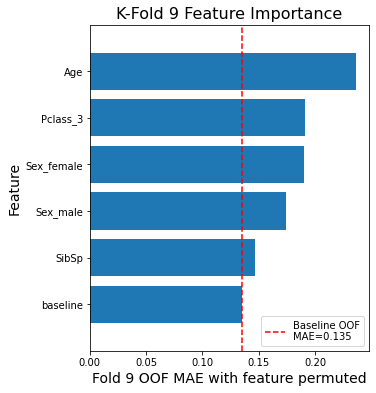 K-Fold 9 Feature Importance
Feature
Age
Pclass_3
Sex_female
Sex_male
SibSp
baseline
Baseline OOF
MAE=0.135
0.00 0.05 0.10 0.15 0.20
Fold 9 OOF MAE with feature permuted